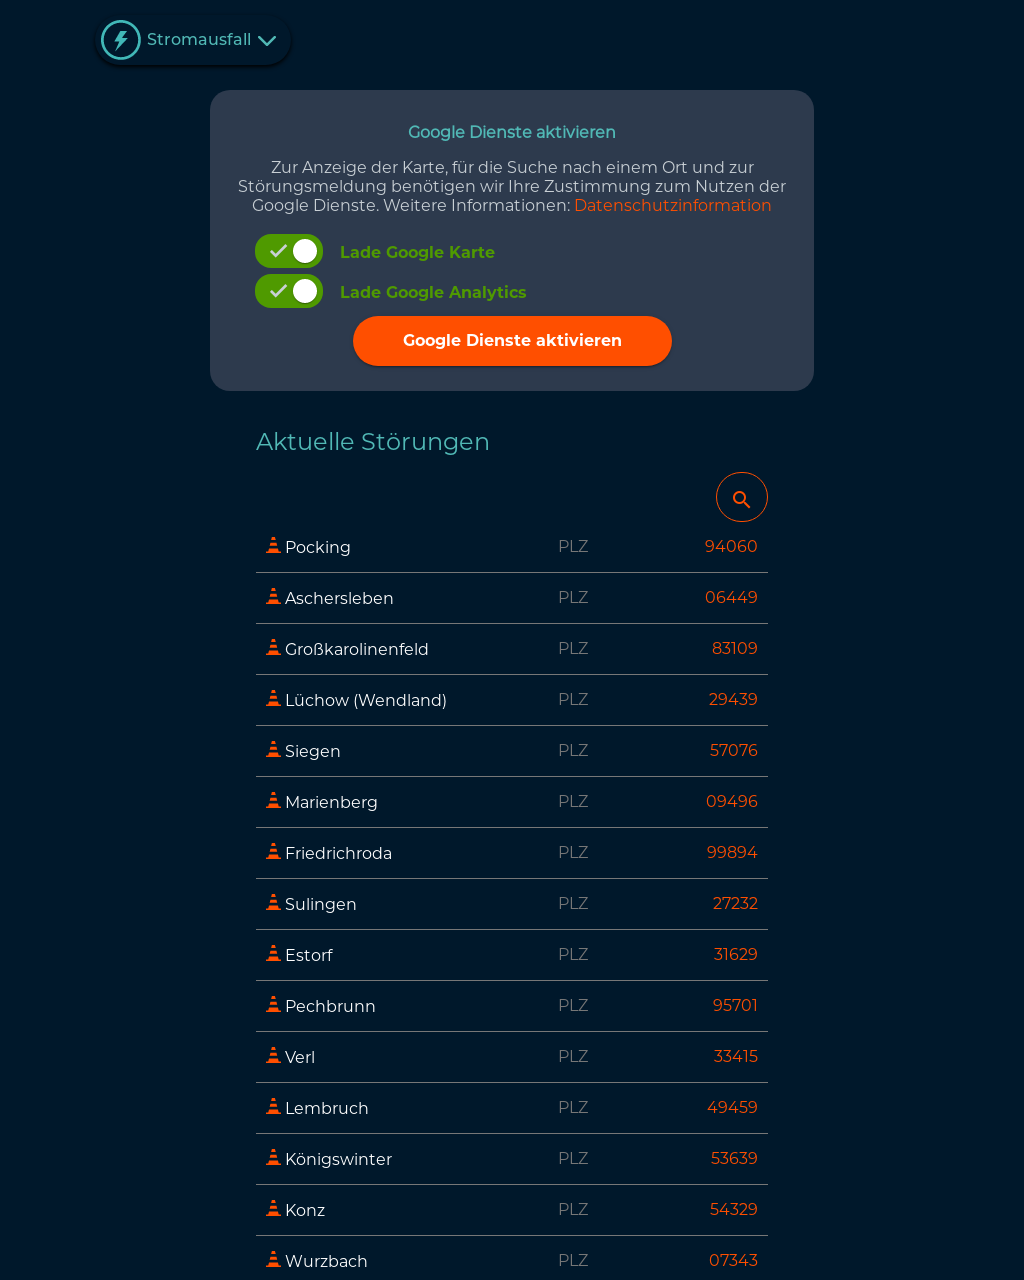 Stromausfall
Google Dienste aktivieren
Zur Anzeige der Karte, für die Suche nach einem Ort und zur
Störungsmeldung benötigen wir Ihre Zustimmung zum Nutzen der
Google Dienste. Weitere Informationen: Datenschutzinformation
Lade Google Karte
Lade Google Analytics
Google Dienste aktivieren
Aktuelle Störungen
Pocking PLZ 94060
Aschersleben PLZ 06449
Großkarolinenfeld PLZ 83109
Lüchow (Wendland) PLZ 29439
Siegen PLZ 57076
Marienberg PLZ 09496
Friedrichroda PLZ 99894
Sulingen PLZ 27232
Estorf PLZ 31629
Pechbrunn PLZ 95701
Verl PLZ 33415
Lembruch PLZ 49459
Königswinter PLZ 53639
Konz PLZ 54329
Wurzbach PLZ 07343